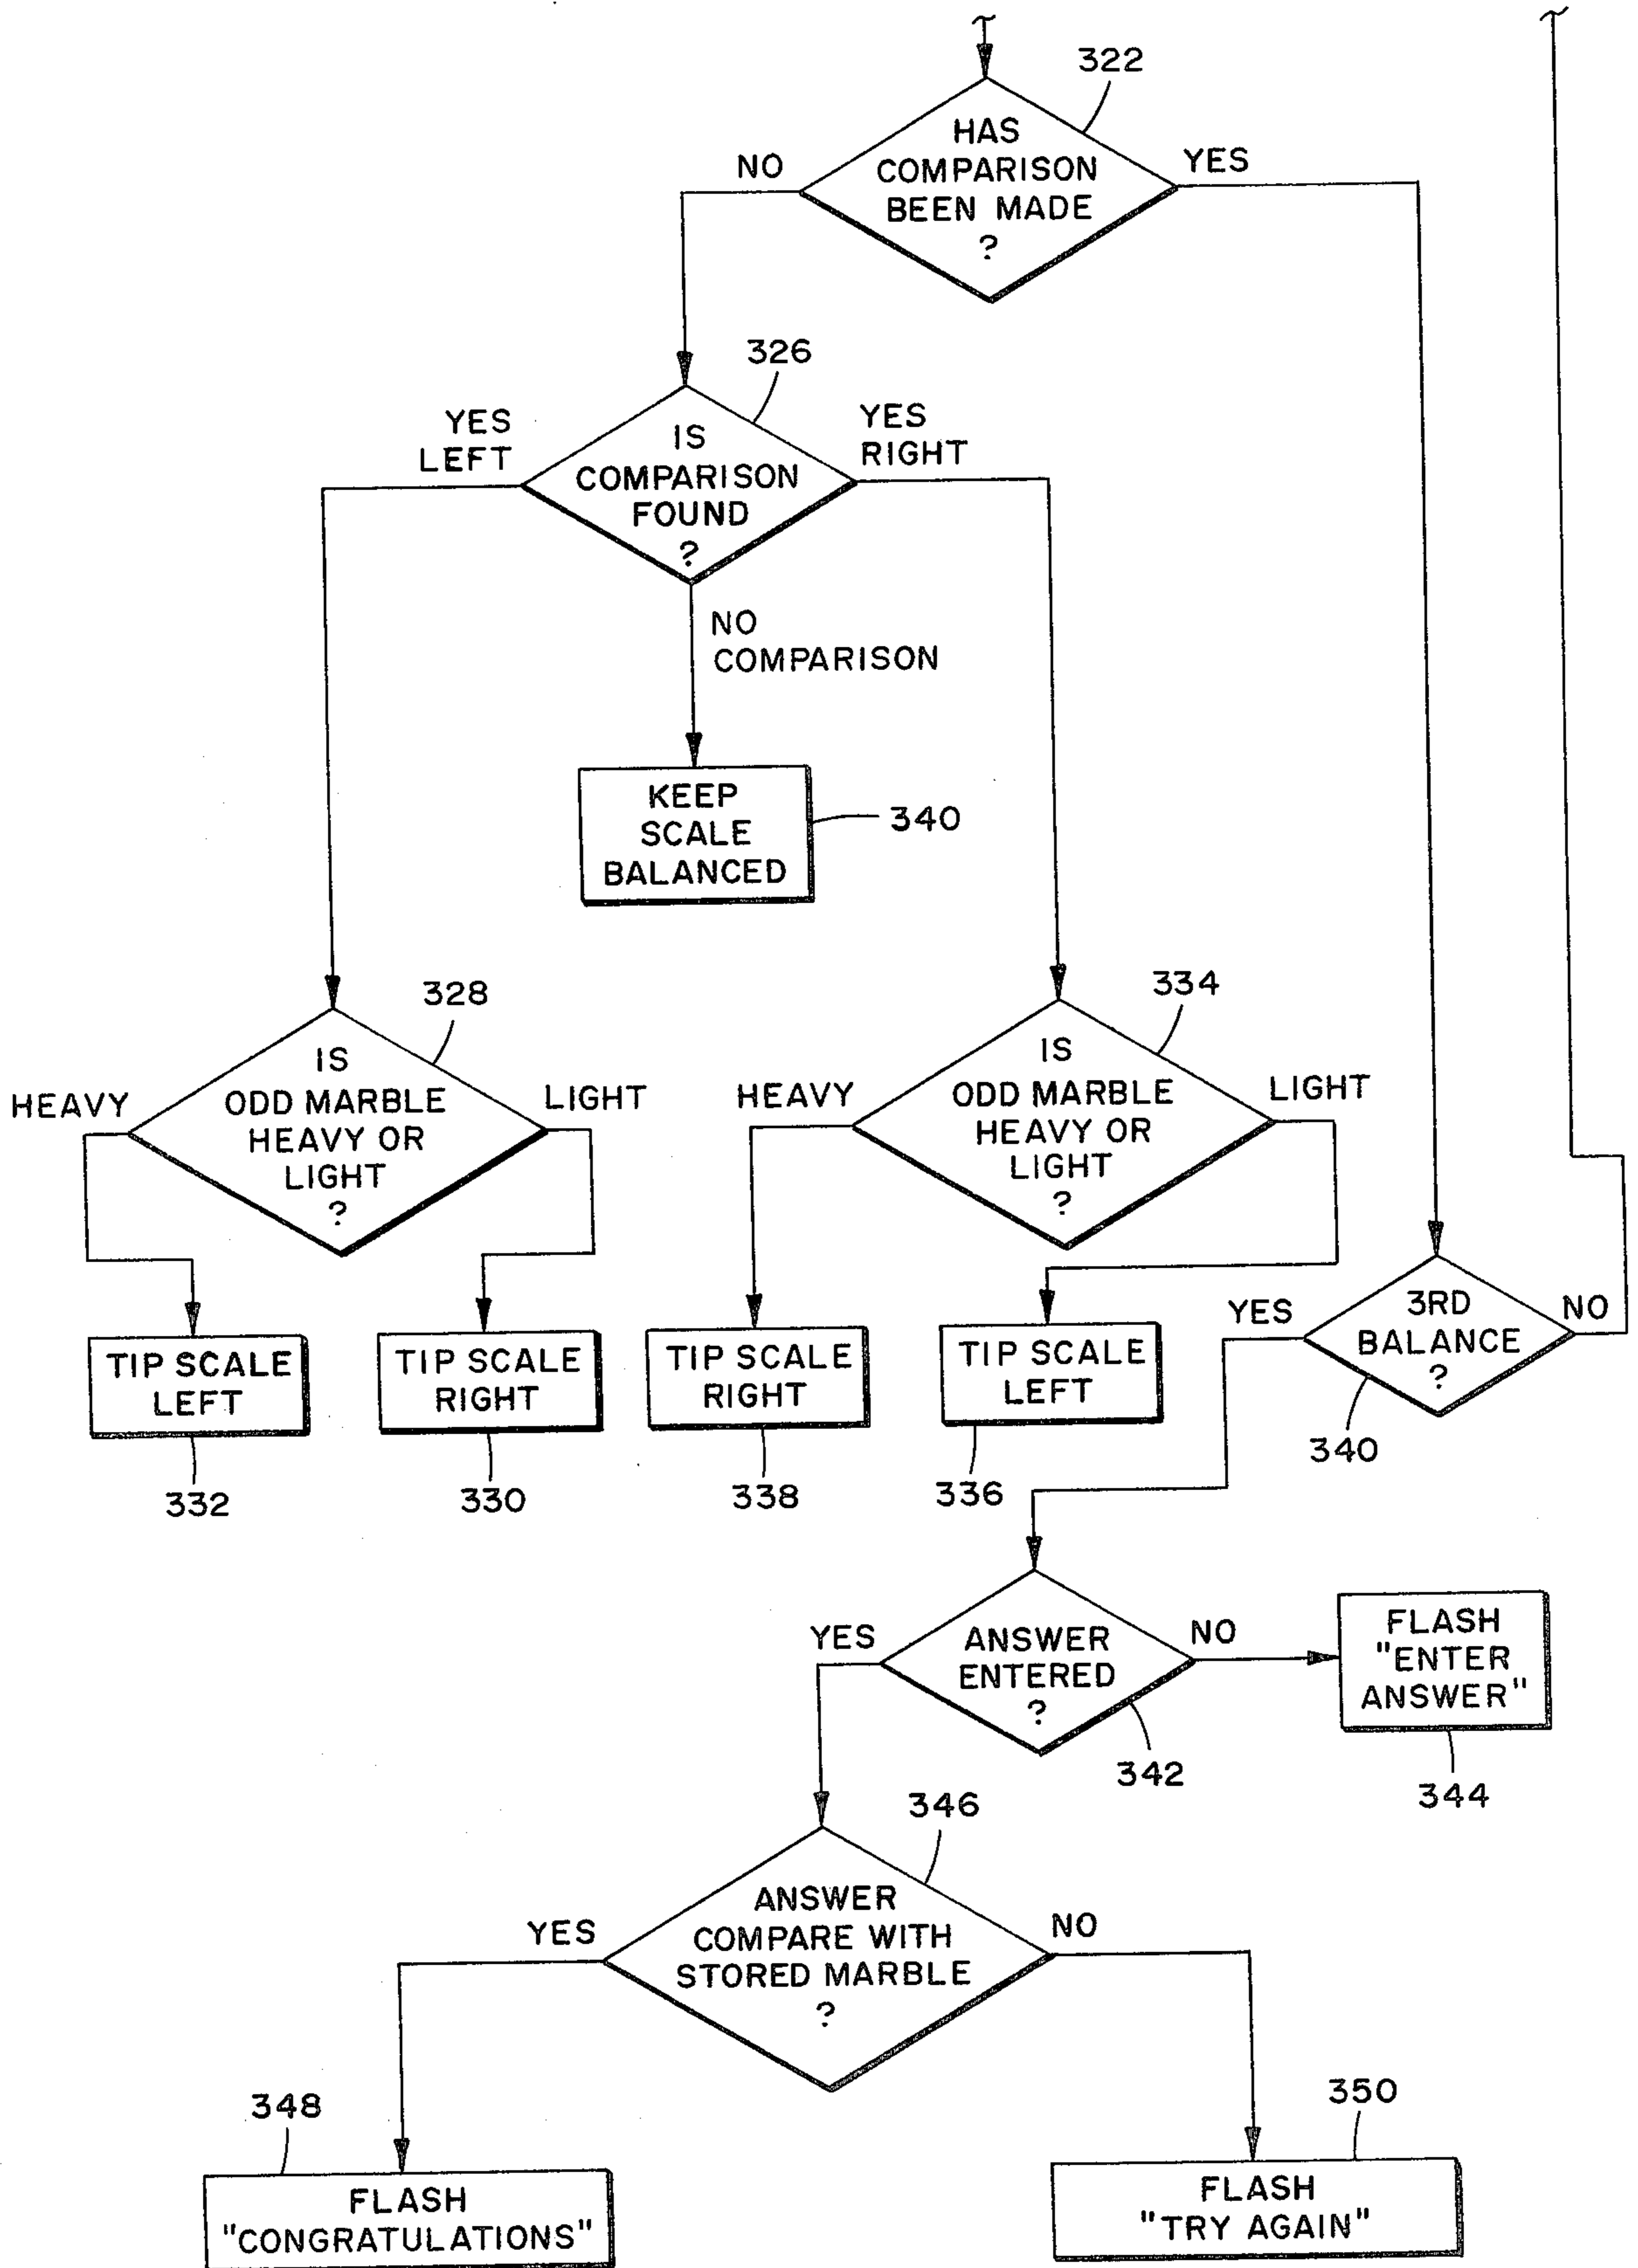 322
HAS
COMPARISON
BEEN MADE
?
NO
YES
326
IS
COMPARISON
FOUND
?
YES
LEFT
YES
RIGHT
NO
COMPARISON
KEEP
SCALE
BALANCED
340
328
IS
ODD MARBLE
HEAVY OR
LIGHT
?
HEAVY
LIGHT
334
IS
ODD MARBLE
HEAVY OR
LIGHT
?
HEAVY
LIGHT
TIP SCALE
LEFT
332
TIP SCALE
RIGHT
330
TIP SCALE
RIGHT
338
TIP SCALE
LEFT
336
YES
3RD
BALANCE
?
NO
340
YES
ANSWER
ENTERED
?
NO
342
FLASH
"ENTER
ANSWER"
344
346
YES
ANSWER
COMPARE WITH
STORED MARBLE
?
NO
348
FLASH
"CONGRATULATIONS"
350
FLASH
"TRY AGAIN"